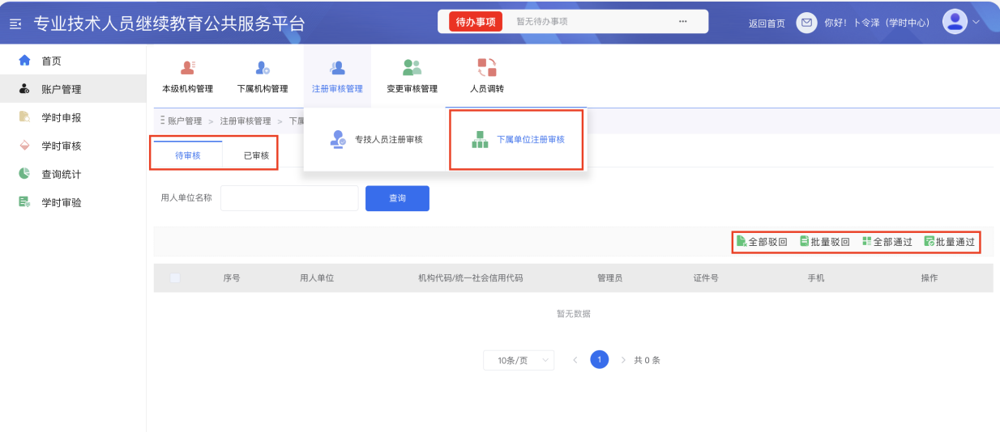 专业技术人员继续教育公共服务平台
待办事项 暂无待办事项 ...
返回首页 你好! 卜令泽 (学时中心)
首页
账户管理
学时申报
学时审核
查询统计
学时审验
本级机构管理 下属机构管理 注册审核管理 变更审核管理 人员调转
账户管理 > 注册审核管理 > 下属
专技人员注册审核 下属单位注册审核
待审核 已审核
用人单位名称 查询
全部驳回 批量驳回 全部通过 批量通过
序号 用人单位 机构代码/统一社会信用代码 管理员 证件号 手机 操作
暂无数据
10条/页 < 1 > 共 0 条